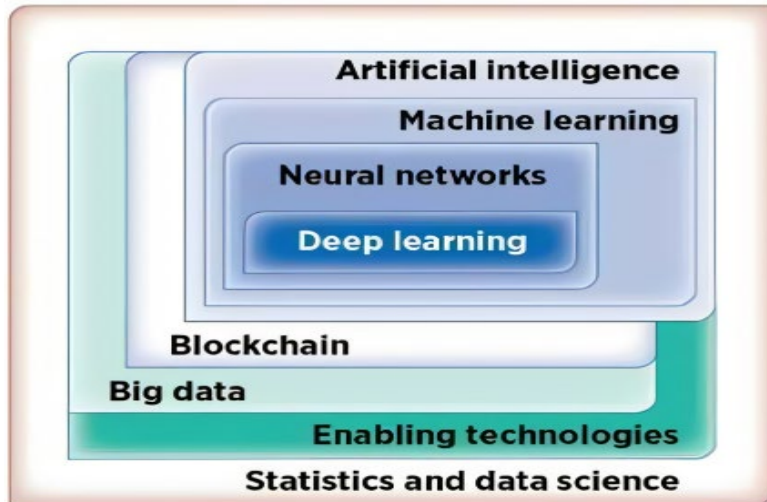 Artificial intelligence
Machine learning
Neural networks
Deep learning
Blockchain
Big data
Enabling technologies
Statistics and data science